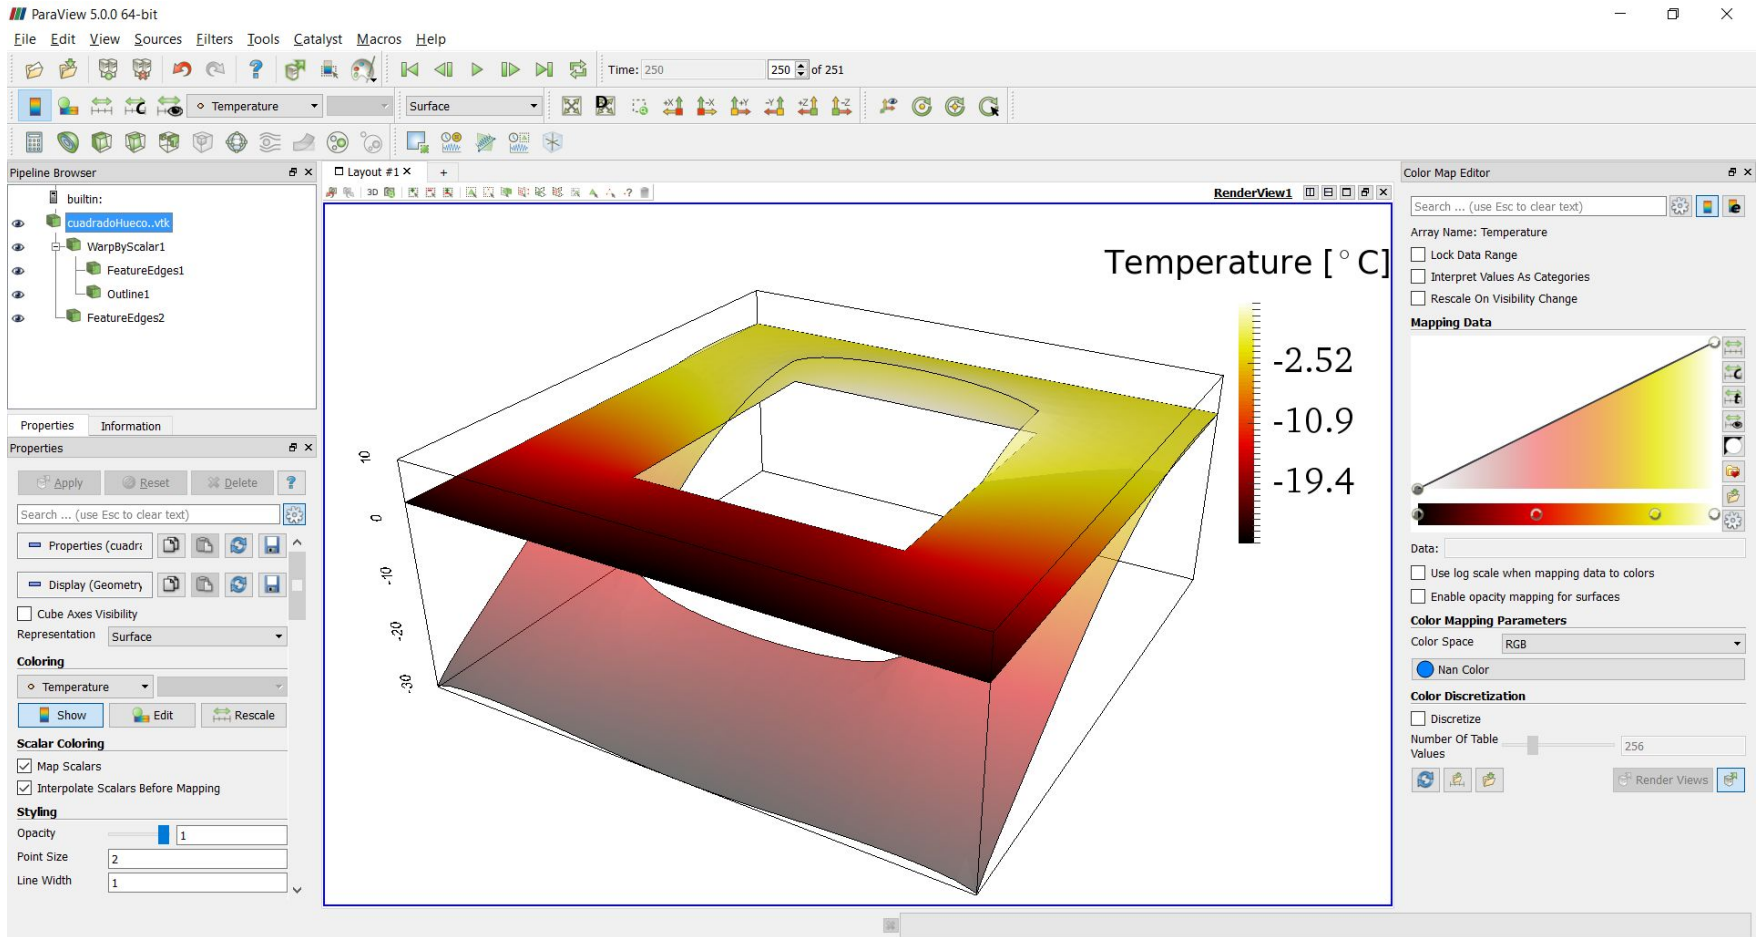 ParaView 5.0.0 64-bit
File Edit View Sources Filters Tools Catalyst Macros Help
Time: 250 250 of 251
Temperature Surface
Pipeline Browser
builtin:
cuadradoHueco..vtk
WarpByScalar1
FeatureEdges1
Outline1
FeatureEdges2
Properties Information
Properties
Apply Reset Delete ?
Search ... (use Esc to clear text)
Properties (cuadra
Display (Geometry
Cube Axes Visibility
Representation Surface
Coloring
Temperature
Show Edit Rescale
Scalar Coloring
Map Scalars
Interpolate Scalars Before Mapping
Styling
Opacity 1
Point Size 2
Line Width 1
Layout #1 +
3D
RenderView1
Temperature [°C]
-2.52
-10.9
-19.4
10
0
-10
-20
-30
Color Map Editor
Search ... (use Esc to clear text)
Array Name: Temperature
Lock Data Range
Interpret Values As Categories
Rescale On Visibility Change
Mapping Data
Data:
Use log scale when mapping data to colors
Enable opacity mapping for surfaces
Color Mapping Parameters
Color Space RGB
Nan Color
Color Discretization
Discretize
Number Of Table
Values 256
Render Views